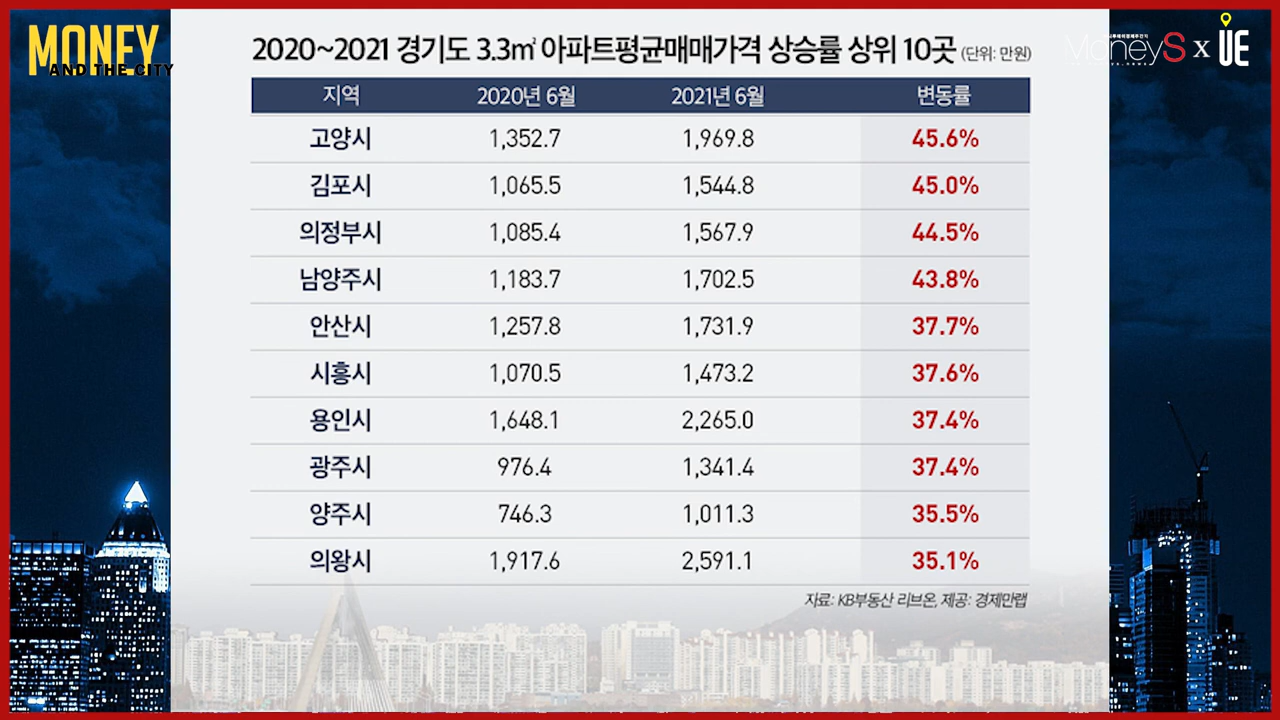 MONEY
AND THE CITY
MoneyS x UE
2020~2021 경기도 3.3㎡ 아파트평균매매가격 상승률 상위 10곳 (단위: 만원)
지역 2020년 6월 2021년 6월 변동률
고양시 1,352.7 1,969.8 45.6%
김포시 1,065.5 1,544.8 45.0%
의정부시 1,085.4 1,567.9 44.5%
남양주시 1,183.7 1,702.5 43.8%
안산시 1,257.8 1,731.9 37.7%
시흥시 1,070.5 1,473.2 37.6%
용인시 1,648.1 2,265.0 37.4%
광주시 976.4 1,341.4 37.4%
양주시 746.3 1,011.3 35.5%
의왕시 1,917.6 2,591.1 35.1%
자료: KB부동산 리브온, 제공: 경제만랩